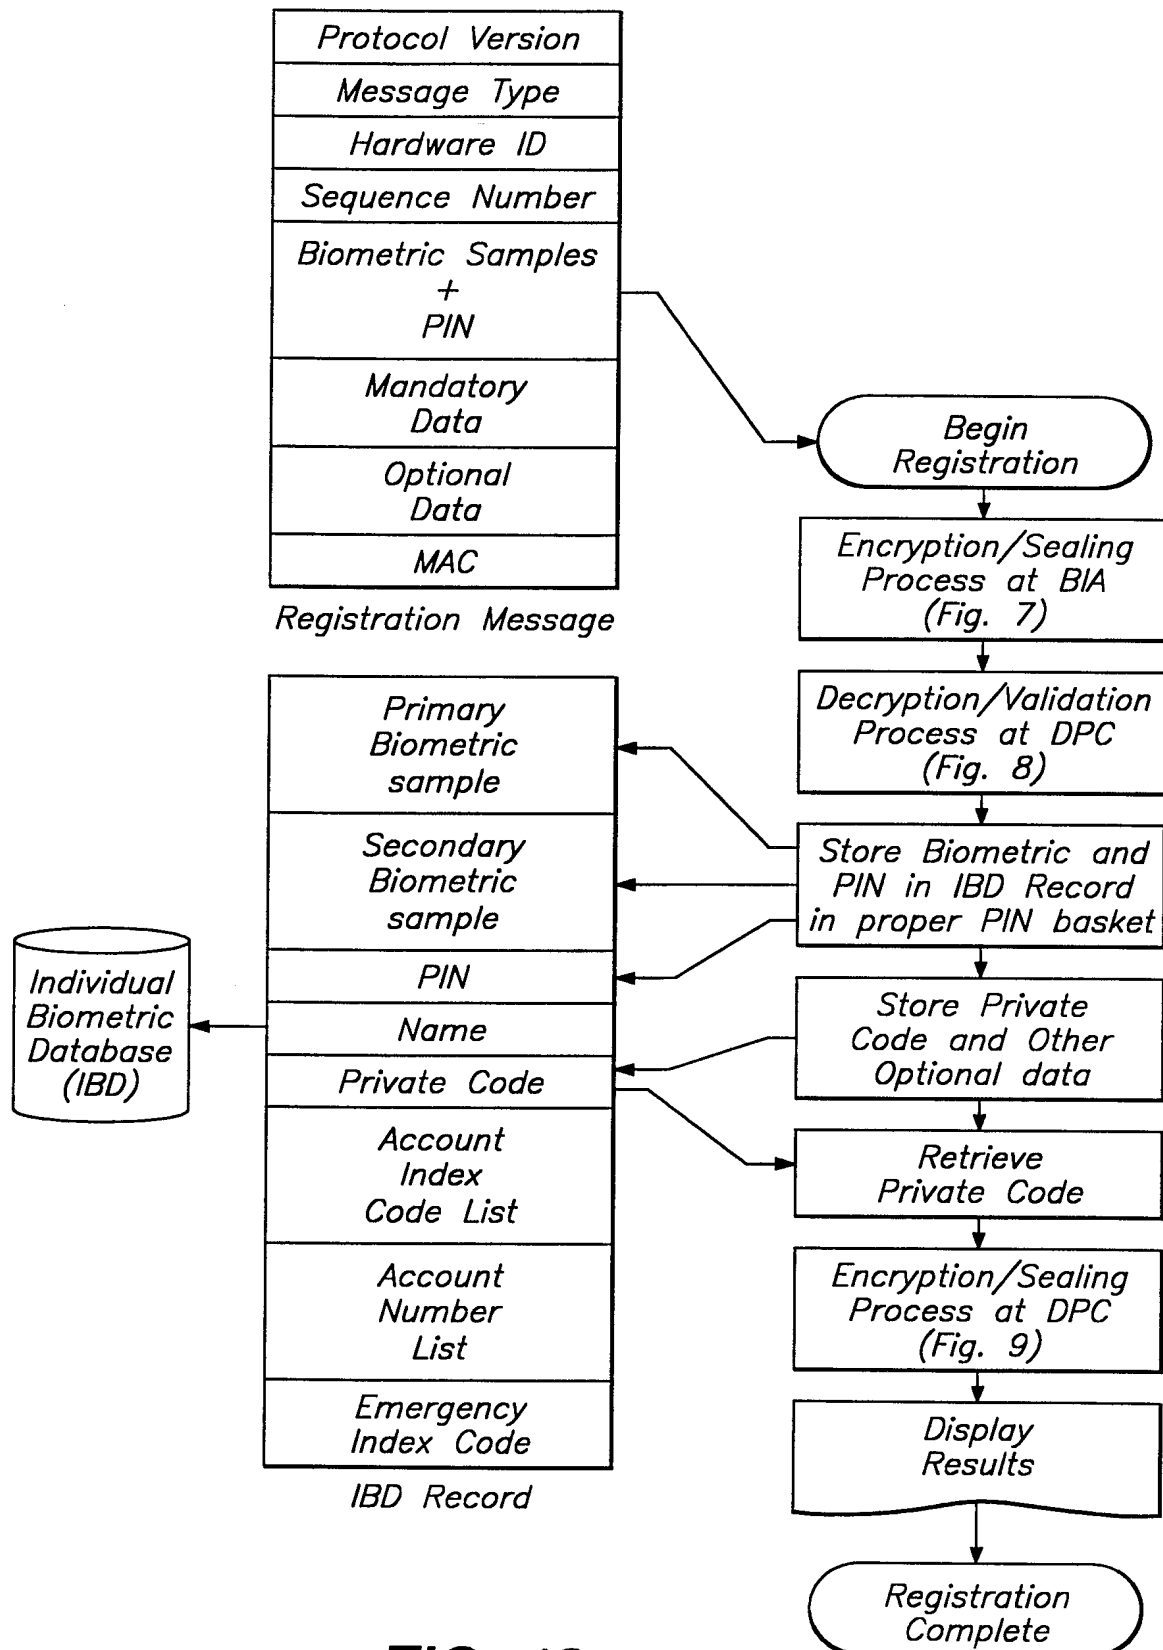 Protocol Version
Message Type
Hardware ID
Sequence Number
Biometric Samples
+
PIN
Mandatory
Data
Optional
Data
MAC
Registration Message
Begin
Registration
Encryption/Sealing
Process at BIA
(Fig. 7)
Decryption/Validation
Process at DPC
(Fig. 8)
Store Biometric and
PIN in IBD Record
in proper PIN basket
Store Private
Code and Other
Optional data
Retrieve
Private Code
Encryption/Sealing
Process at DPC
(Fig. 9)
Display
Results
Registration
Complete
Primary
Biometric
sample
Secondary
Biometric
sample
PIN
Name
Private Code
Account
Index
Code List
Account
Number
List
Emergency
Index Code
IBD Record
Individual
Biometric
Database
(IBD)